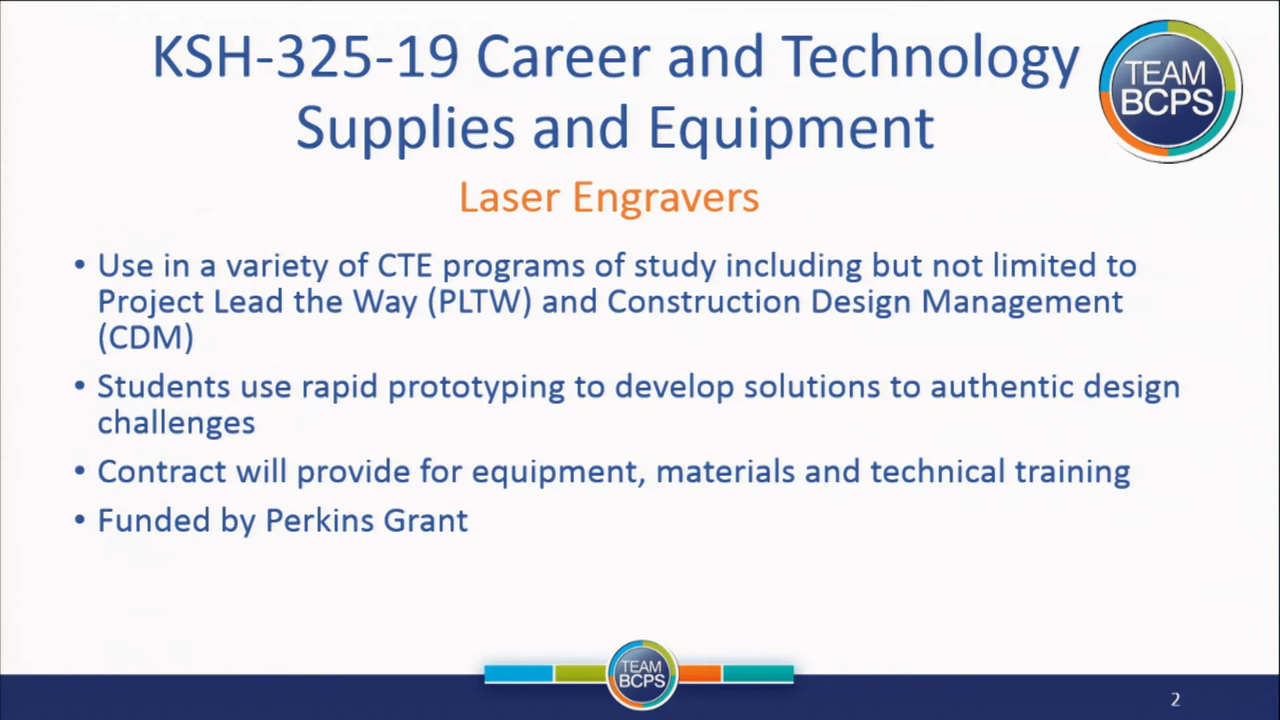 KSH-325-19 Career and Technology
Supplies and Equipment
TEAM
BCPS
Laser Engravers
• Use in a variety of CTE programs of study including but not limited to
Project Lead the Way (PLTW) and Construction Design Management
(CDM)
• Students use rapid prototyping to develop solutions to authentic design
challenges
• Contract will provide for equipment, materials and technical training
• Funded by Perkins Grant
TEAM
BCPS
2